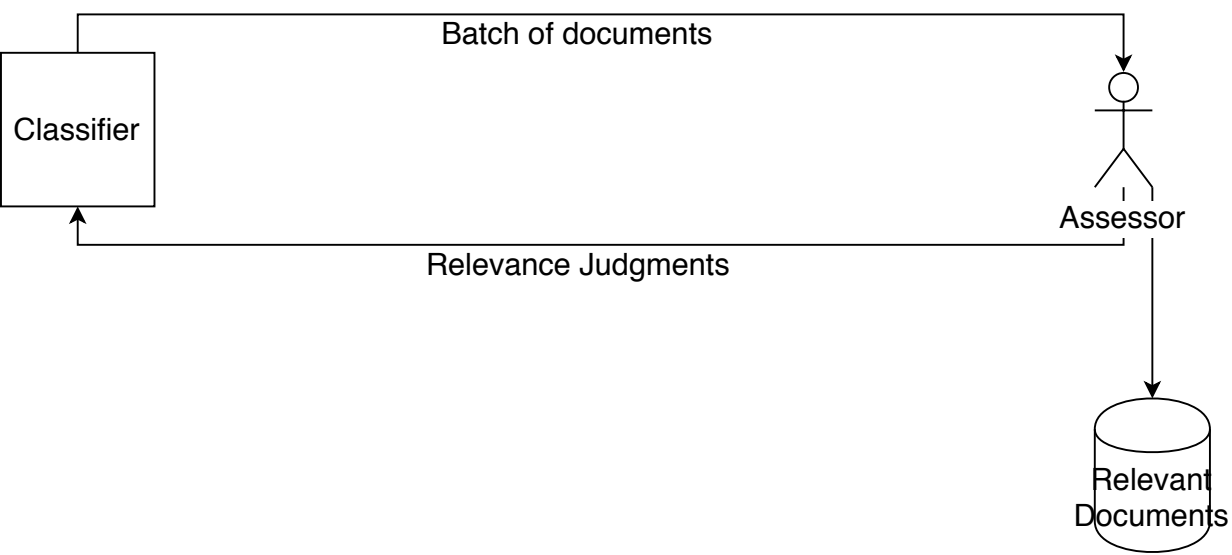 Batch of documents
Classifier
Assessor
Relevance Judgments
Relevant
Documents